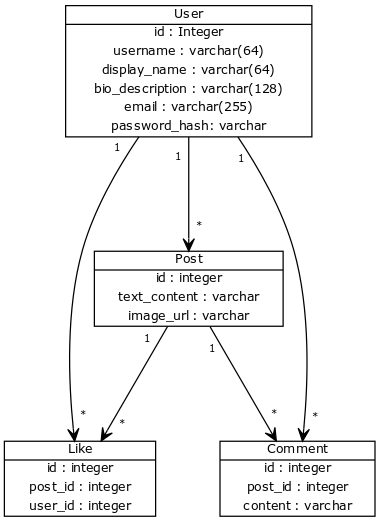 User
id : Integer
username : varchar(64)
display_name : varchar(64)
bio_description : varchar(128)
email : varchar(255)
password_hash: varchar
1
1
1
*
Post
id : integer
text_content : varchar
image_url : varchar
1
1
*
*
*
*
Like
id : integer
post_id : integer
user_id : integer
Comment
id : integer
post_id : integer
content : varchar